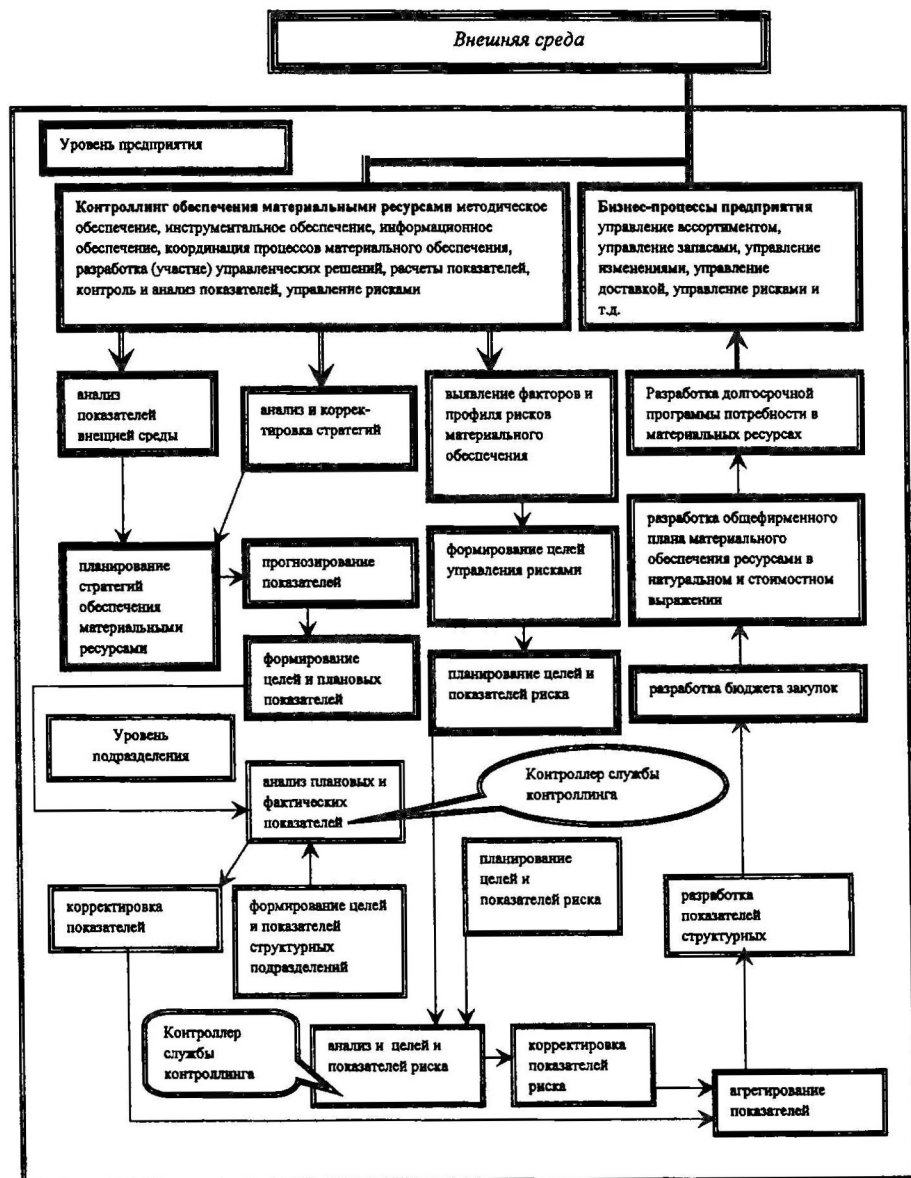 Внешняя среда
Уровень предприятия
Контроллинг обеспечения материальными ресурсами методическое
обеспечение, инструментальное обеспечение, информационное
обеспечение, координация процессов материального обеспечения,
разработка (участие) управленческих решений, расчеты показателей,
контроль и анализ показателей, управление рисками
Бизнес-процессы предприятия
управление ассортиментом,
управление запасами, управление
изменениями, управление
доставкой, управление рисками и
т.д.
анализ
показателей
внещней среды
анализ и коррек-
тировка стратегий
выявление факторов и
профиля рисков
материального
обеспечения
Разработка долгосрочной
программы потребности в
материальных ресурсах
планирование
стратегий
обеспечения
материальными
ресурсами
прогнозирование
показателей
формирование целей
управления рисками
разработка общефирменного
плана материального
обеспечения ресурсами в
натуральном и стоимостном
выражении
формирование
целей и плановых
показателей
планирование целей и
показателей риска
разработка бюджета закупок
Уровень
подразделения
анализ плановых и
фактических
показателей
Контроллер службы
контроллинга
планирование
целей и
показателей риска
корректировка
показателей
формирование целей
и показателей
структурных
подразделений
разработка
показателей
структурных
Контроллер
службы
контроллинга
анализ и целей и
показателей риска
корректировка
показателей
риска
агрегирование
показателей